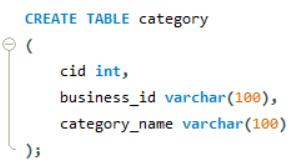 CREATE TABLE category
(
cid int,
business_id varchar(100),
category_name varchar(100)
);